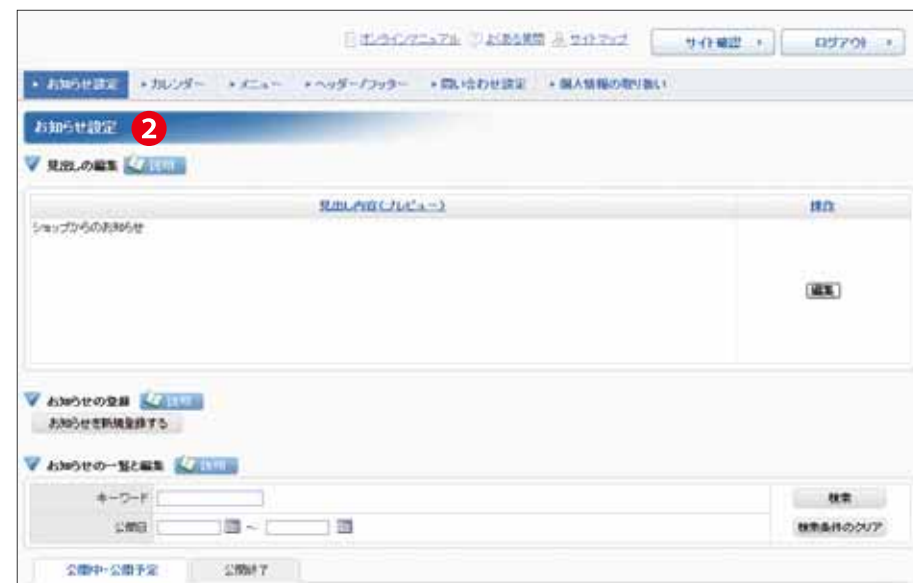 オンラインマニュアル よくある質問 サイトマップ サイト確認 ログアウト
お知らせ設定 カレンダー メニュー ヘッダー/フッター 問い合わせ設定 個人情報の取り扱い
お知らせ設定 2
見出しの編集 説明
見出し内容(プレビュー) 操作
ショップからのお知らせ
編集
お知らせの登録 説明
お知らせを新規登録する
お知らせの一覧と編集 説明
キーワード 検索
公開日 ~ 検索条件のクリア
公開中・公開予定 公開終了